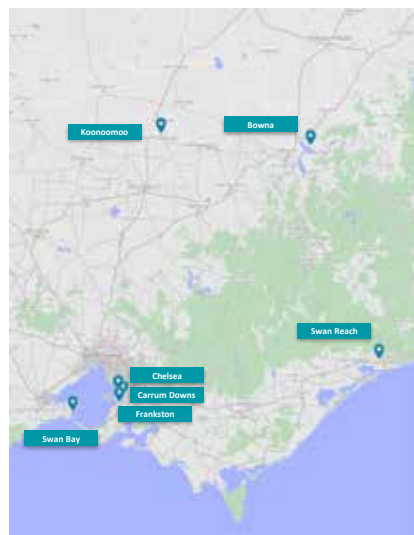 Bowna
Koonoomoo
Swan Reach
Chelsea
Carrum Downs
Frankston
Swan Bay